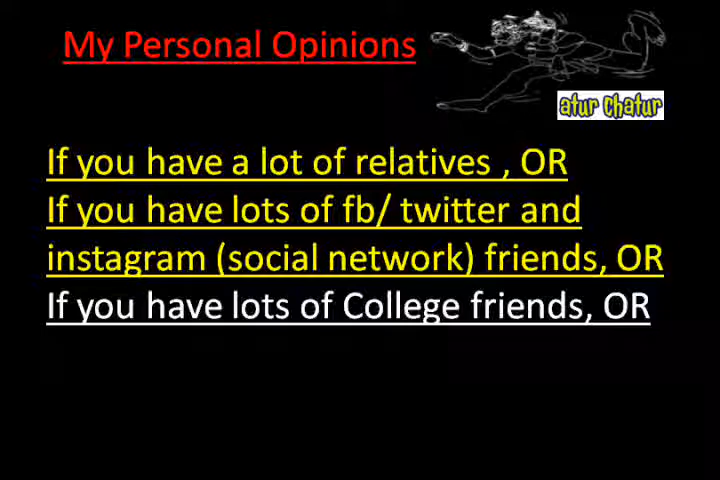 My Personal Opinions
atur chatur
If you have a lot of relatives , OR
If you have lots of fb/ twitter and
instagram (social network) friends, OR
If you have lots of College friends, OR